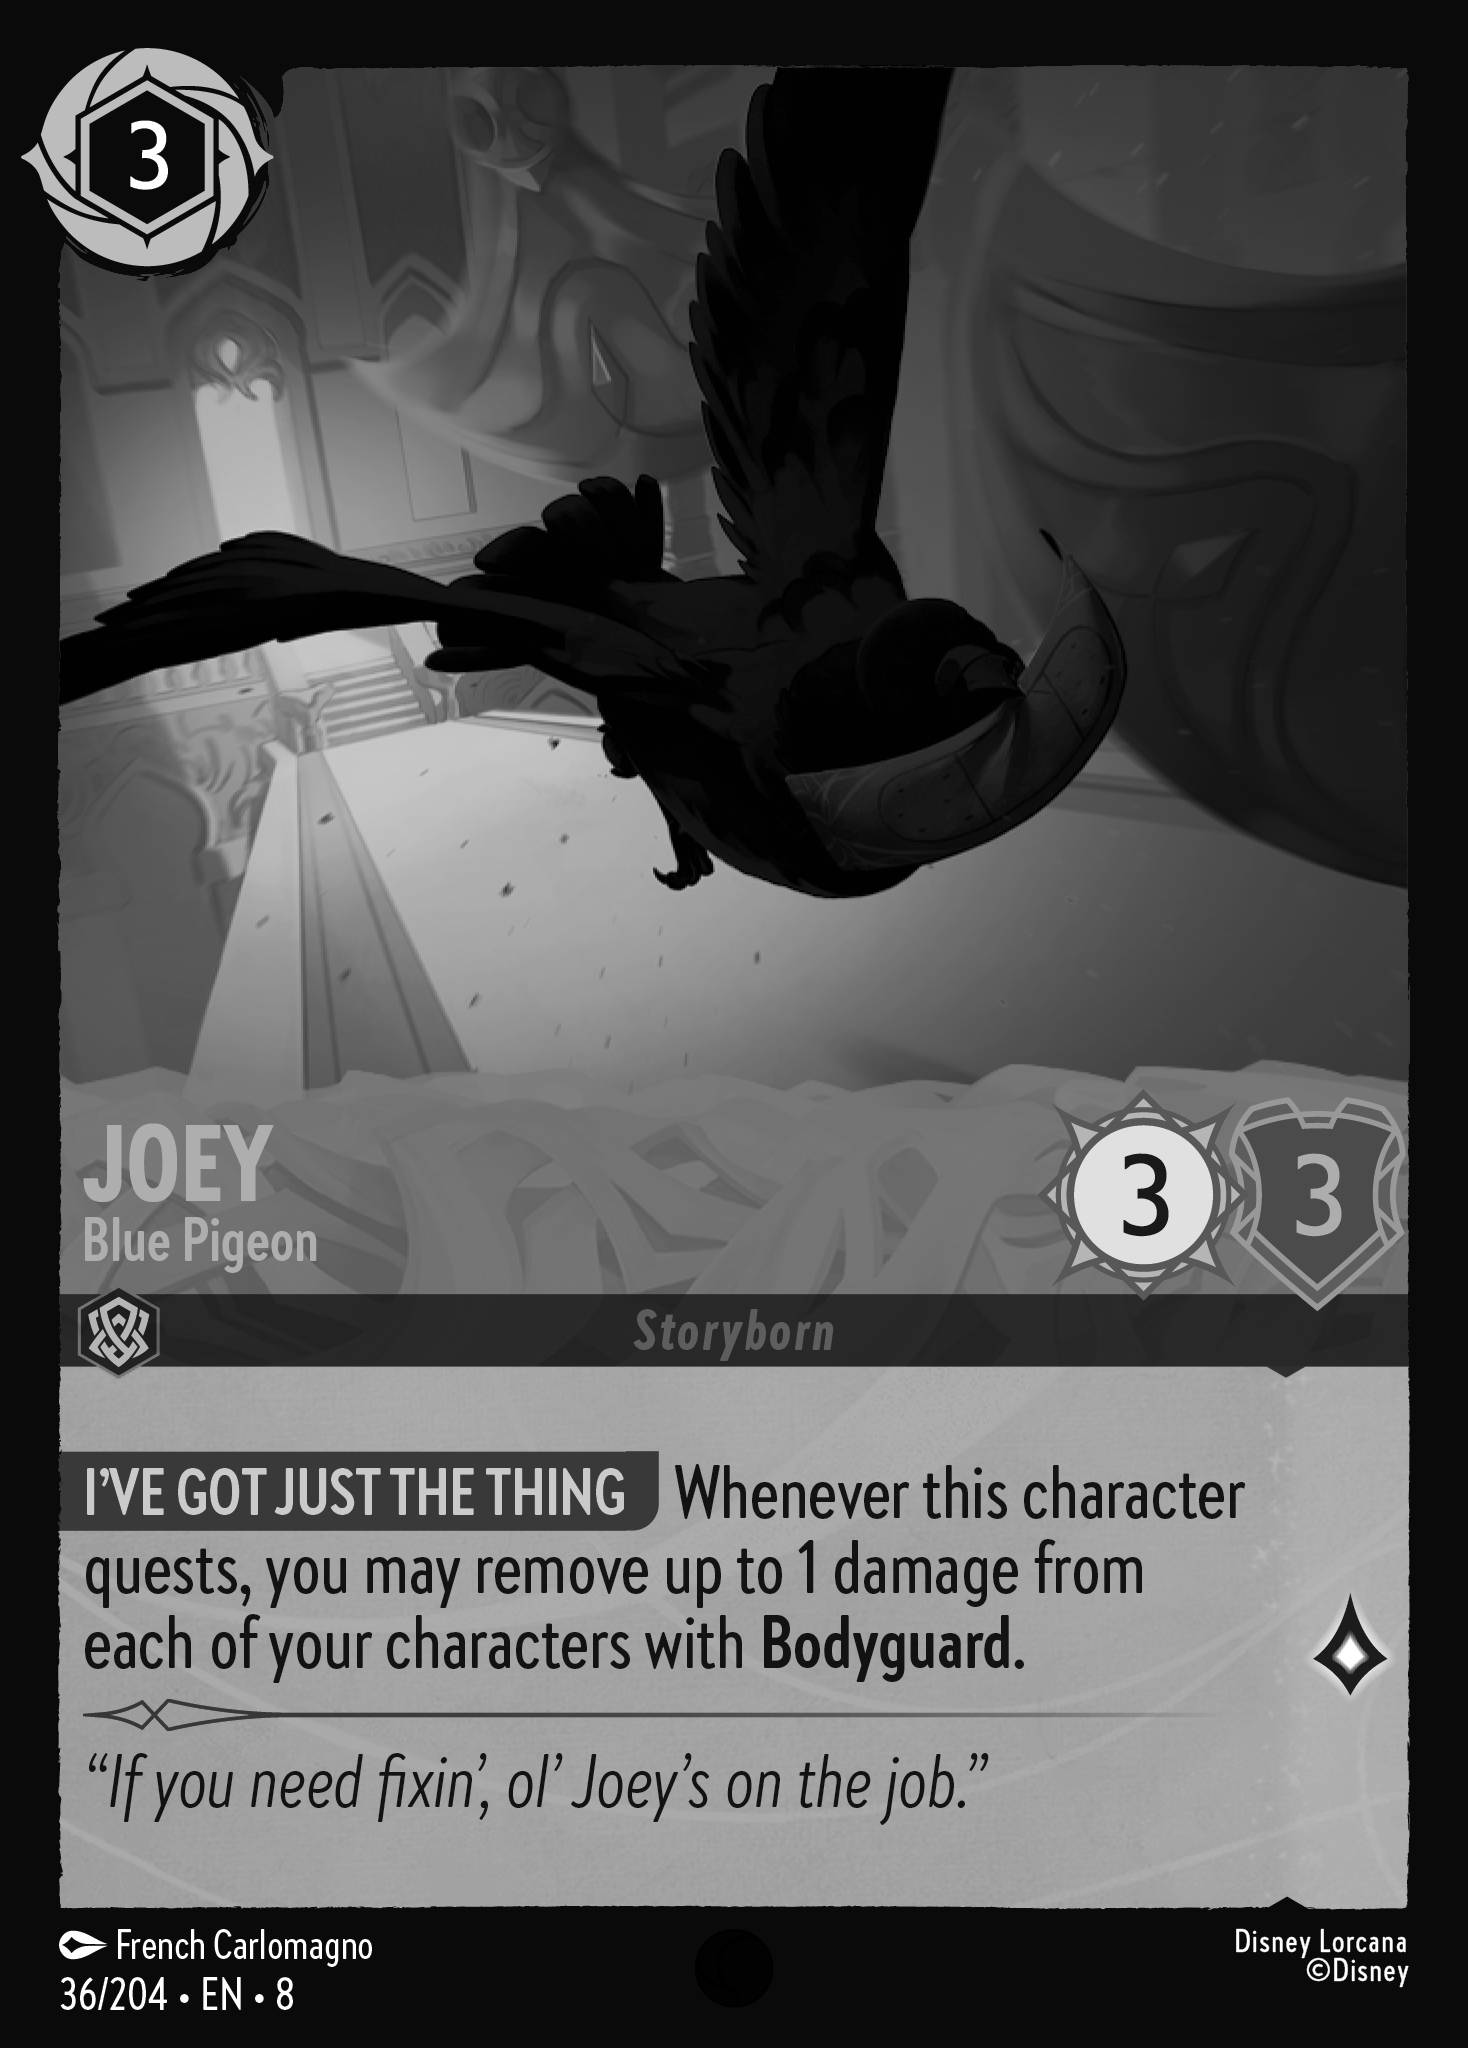 3
JOEY
Blue Pigeon
3 3
Storyborn
I’VE GOT JUST THE THING Whenever this character
quests, you may remove up to 1 damage from
each of your characters with Bodyguard.
“If you need fixin’, ol’ Joey’s on the job.”
French Carlomagno
36/204 • EN • 8
Disney Lorcana
©Disney